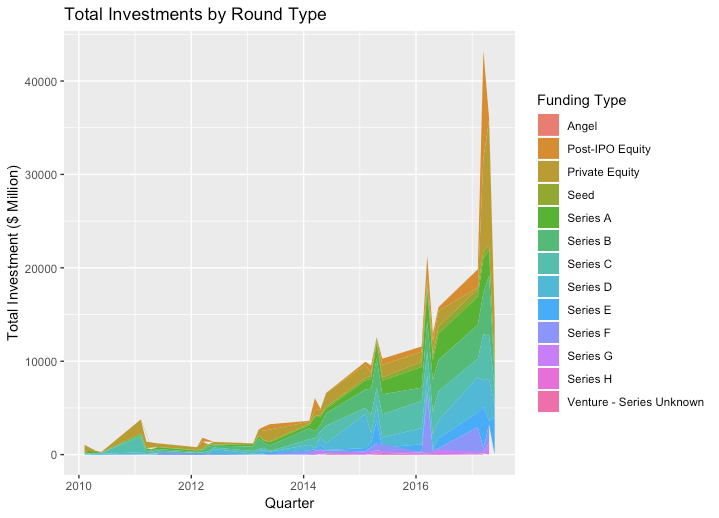 Total Investments by Round Type
Total Investment ($ Million)
40000
30000
20000
10000
0
2010
2012
2014
2016
Quarter
Funding Type
Angel
Post-IPO Equity
Private Equity
Seed
Series A
Series B
Series C
Series D
Series E
Series F
Series G
Series H
Venture - Series Unknown